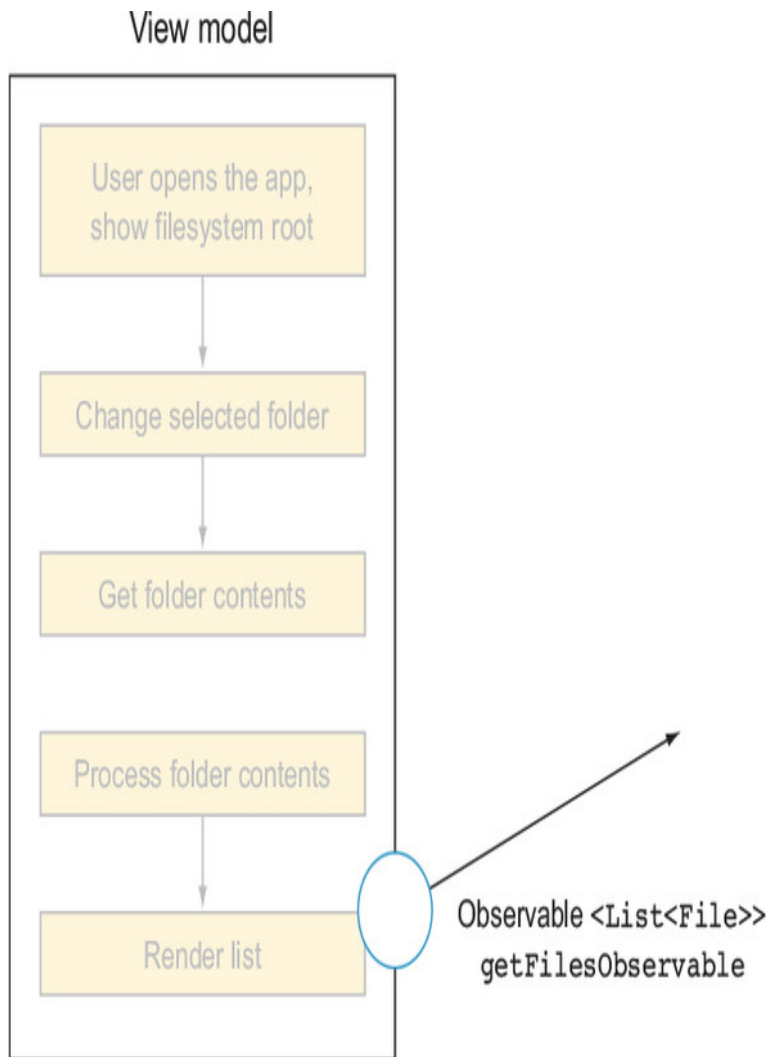 View model
User opens the app,
show filesystem root
Change selected folder
Get folder contents
Process folder contents
Render list
Observable <List<File>>
getFilesObservable